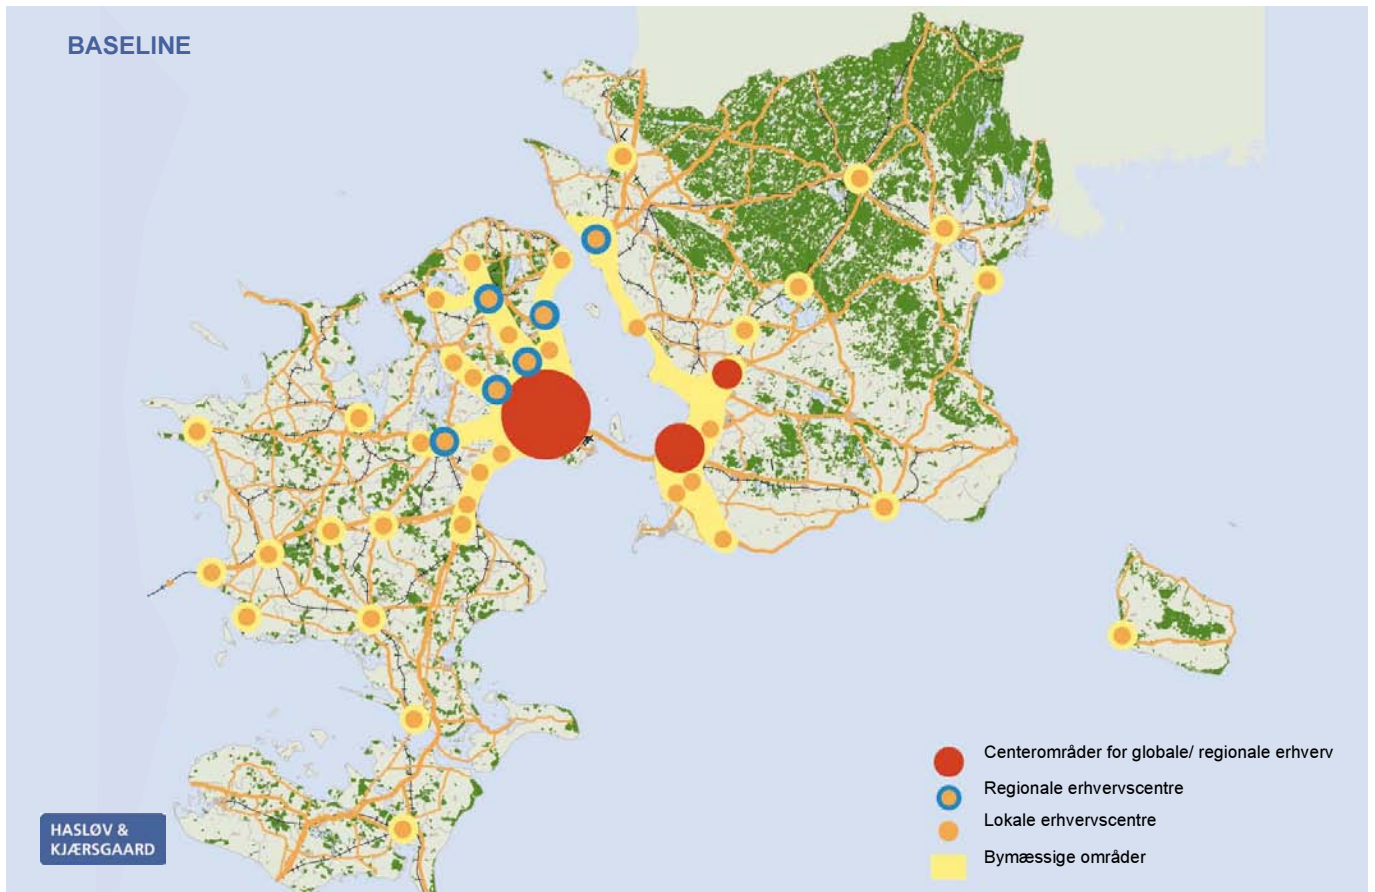 BASELINE
Centerområder for globale/ regionale erhverv
Regionale erhvervscentre
Lokale erhvervscentre
Bymæssige områder
HASLØV &
KJÆRSGAARD